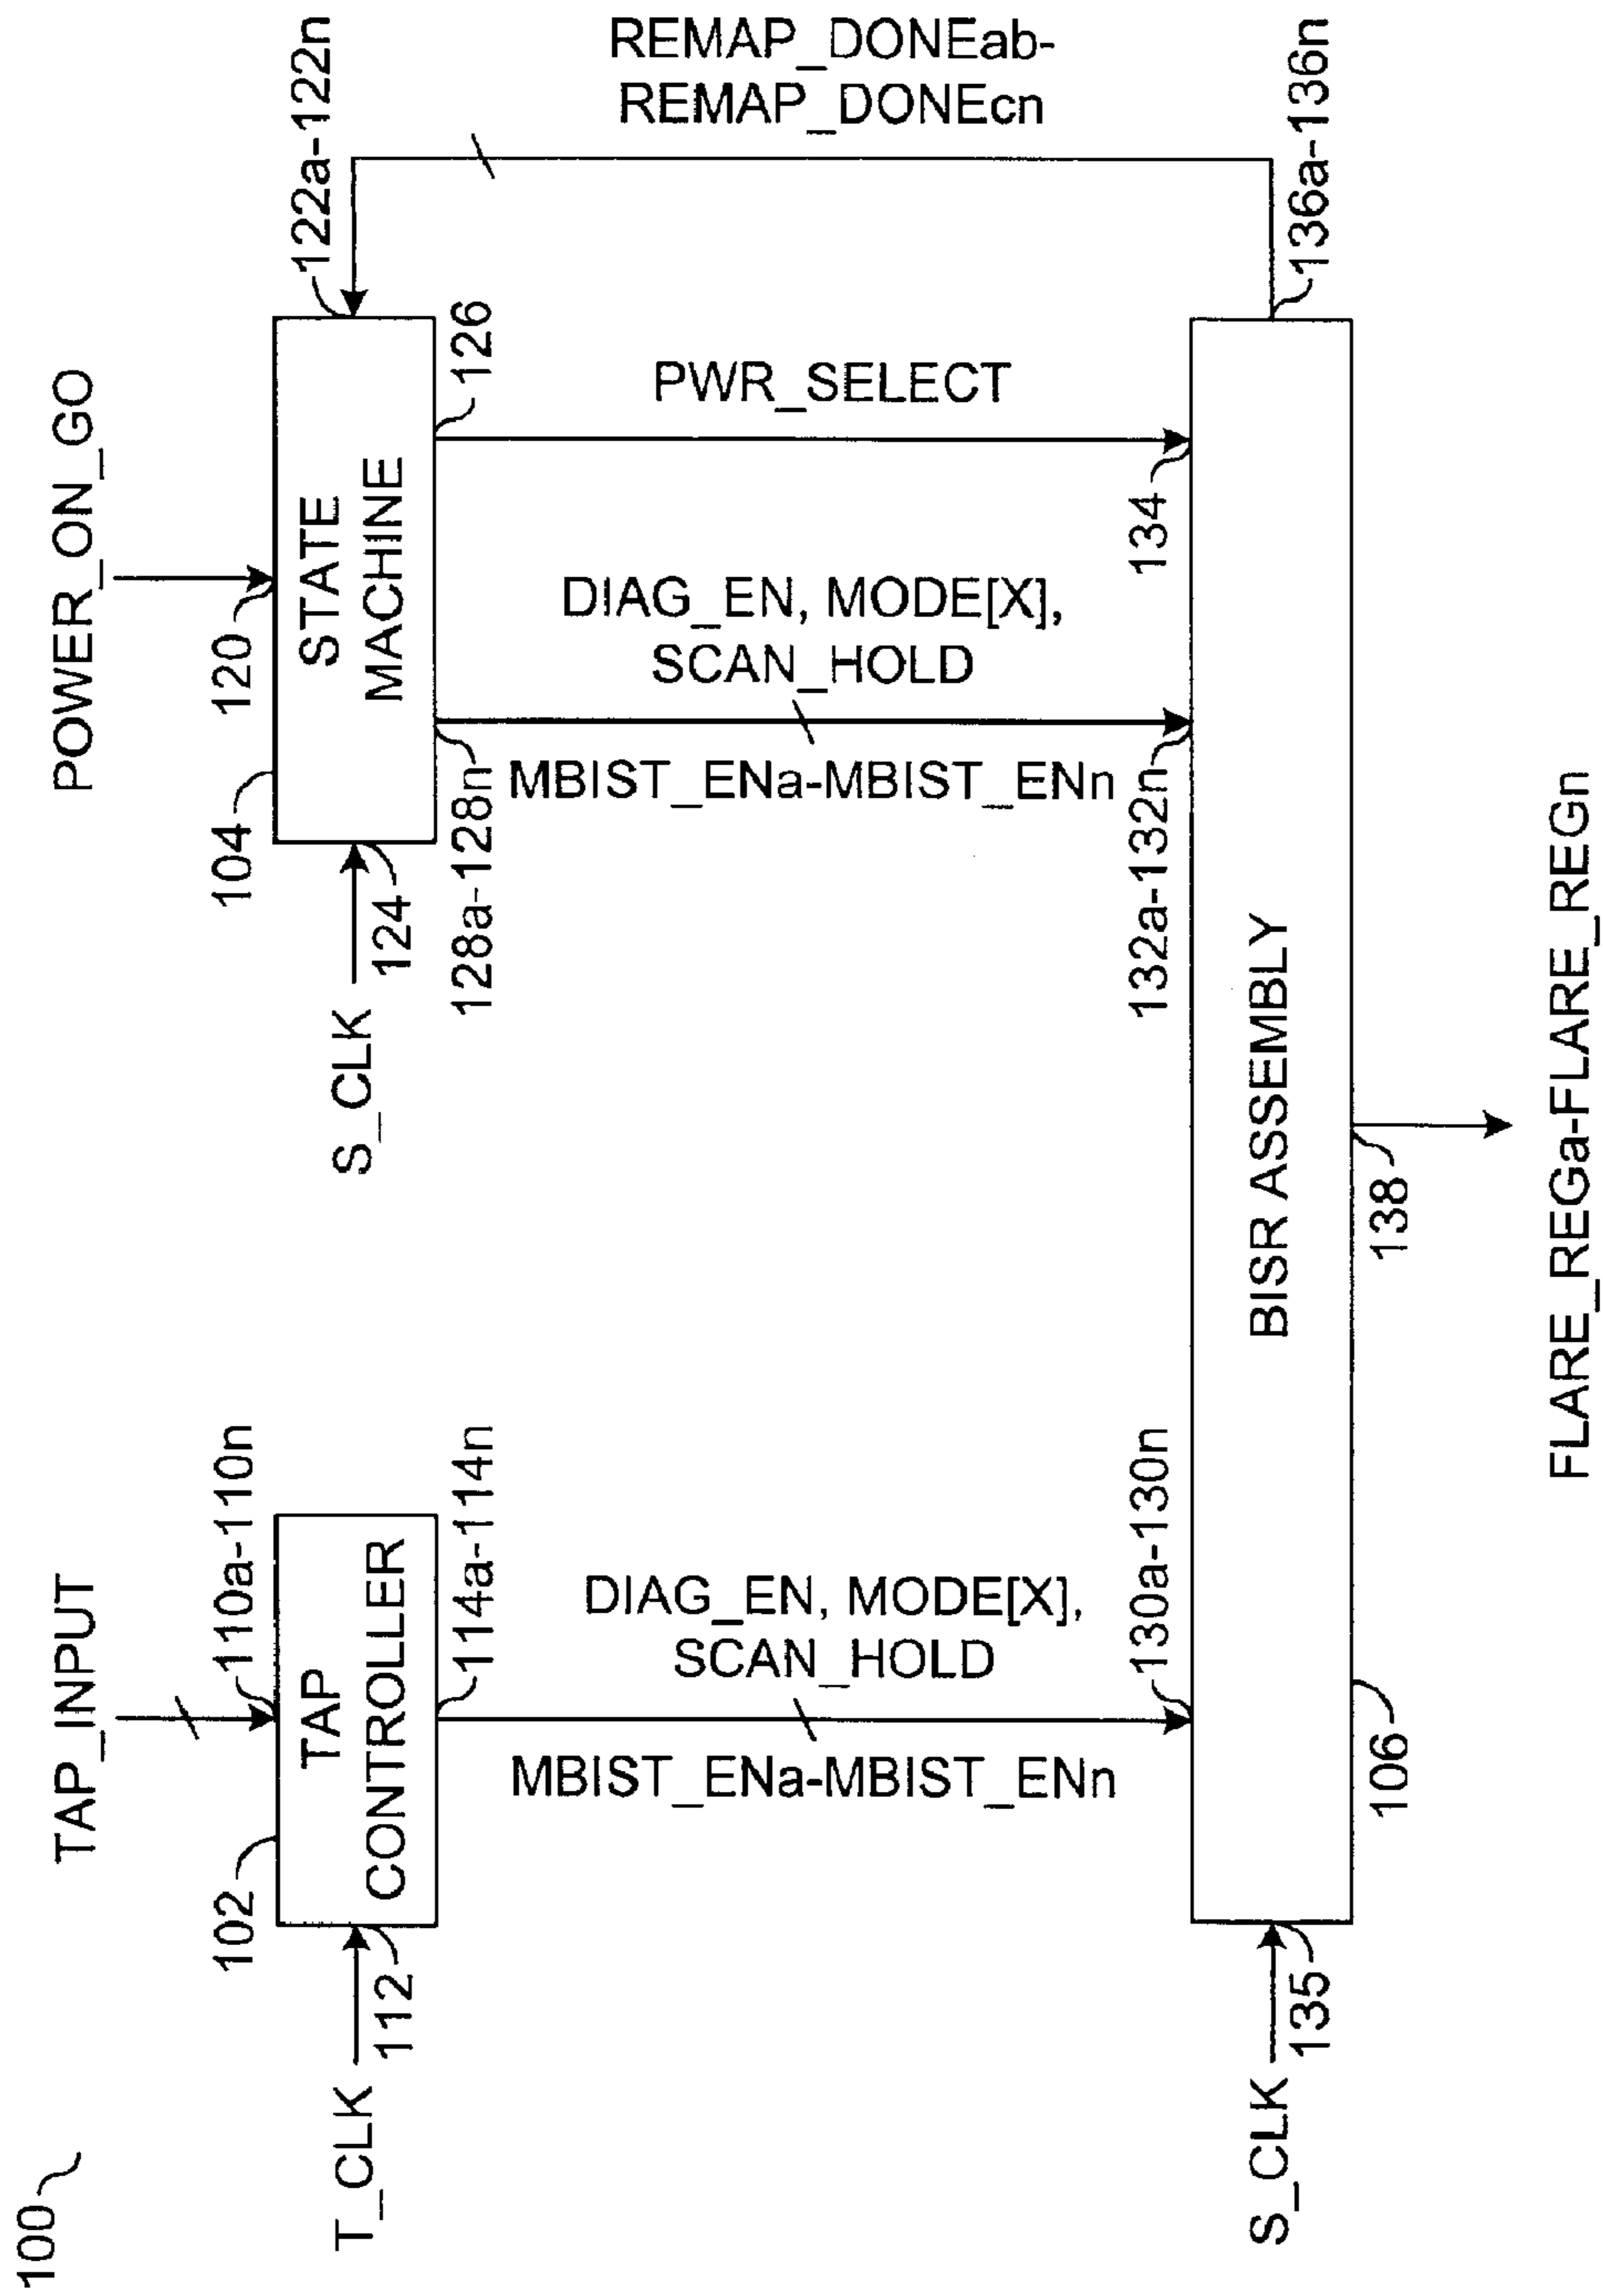 100
TAP_INPUT
POWER_ON_GO
REMAP_DONEab-
REMAP_DONEcn
102
110a-110n
104
120
122a-122n
T_CLK
112
TAP
CONTROLLER
S_CLK
124
STATE
MACHINE
114a-114n
128a-128n
126
DIAG_EN, MODE[X],
SCAN_HOLD
MBIST_ENa-MBIST_ENn
DIAG_EN, MODE[X],
SCAN_HOLD
MBIST_ENa-MBIST_ENn
PWR_SELECT
130a-130n
132a-132n
134
S_CLK
135
BISR ASSEMBLY
136a-136n
106
138
FLARE_REGa-FLARE_REGn